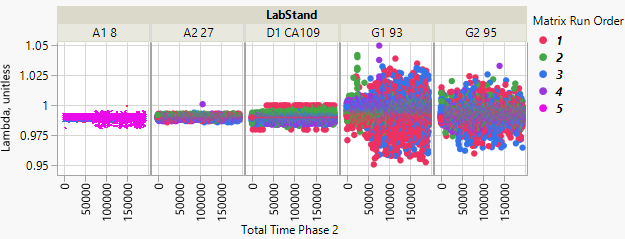 LabStand
A1 8 A2 27 D1 CA109 G1 93 G2 95
Matrix Run Order
1
2
3
4
5
Lambda, unitless
1.05
1.025
1
0.975
0.95
0 50000 100000 150000 0 50000 100000 150000 0 50000 100000 150000 0 50000 100000 150000 0 50000 100000 150000
Total Time Phase 2